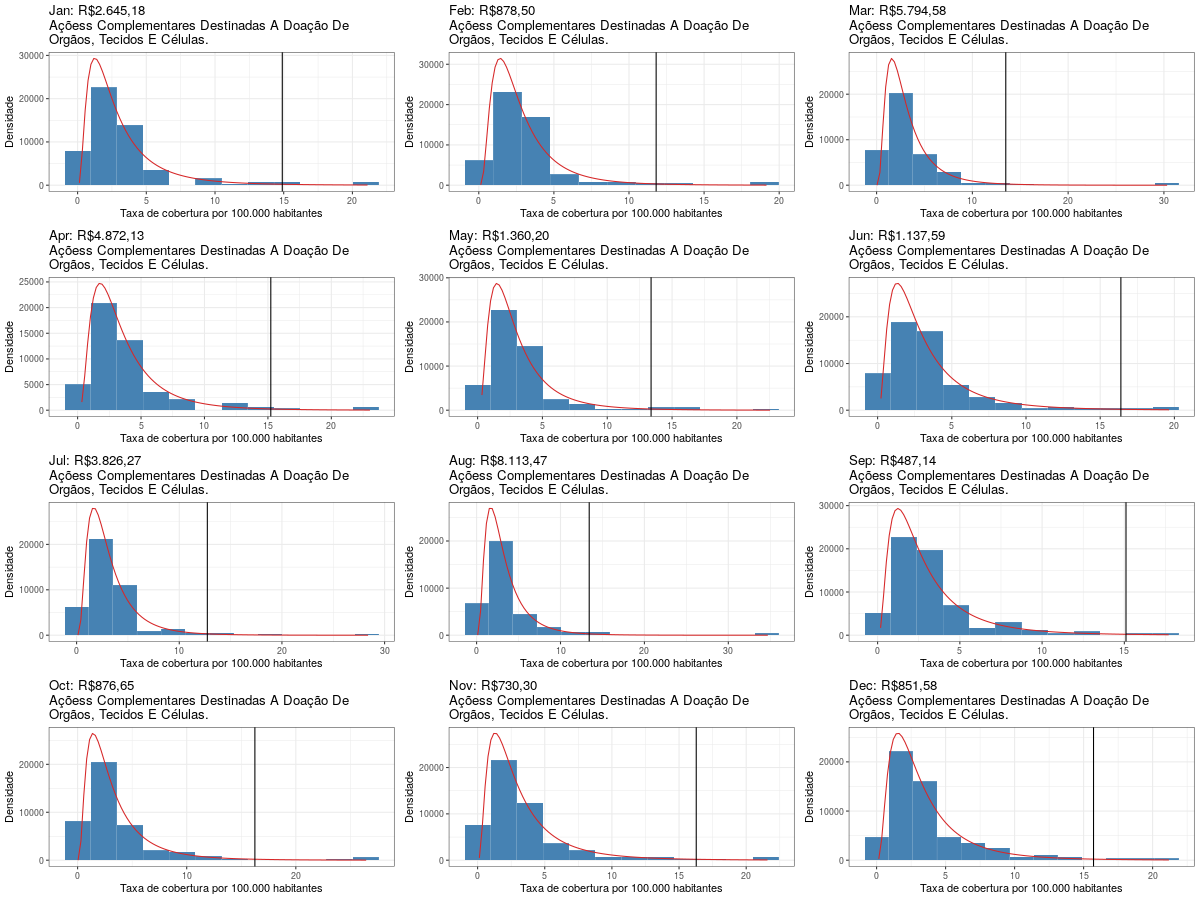 Jan: R$2.645,18
Açõess Complementares Destinadas A Doação De
Orgãos, Tecidos E Células.
Densidade
30000
20000
10000
0
0 5 10 15 20
Taxa de cobertura por 100.000 habitantes
Feb: R$878,50
Açõess Complementares Destinadas A Doação De
Orgãos, Tecidos E Células.
Densidade
30000
20000
10000
0
0 5 10 15 20
Taxa de cobertura por 100.000 habitantes
Mar: R$5.794,58
Açõess Complementares Destinadas A Doação De
Orgãos, Tecidos E Células.
Densidade
20000
10000
0
0 10 20 30
Taxa de cobertura por 100.000 habitantes
Apr: R$4.872,13
Açõess Complementares Destinadas A Doação De
Orgãos, Tecidos E Células.
Densidade
25000
20000
15000
10000
5000
0
0 5 10 15 20
Taxa de cobertura por 100.000 habitantes
May: R$1.360,20
Açõess Complementares Destinadas A Doação De
Orgãos, Tecidos E Células.
Densidade
30000
20000
10000
0
0 5 10 15 20
Taxa de cobertura por 100.000 habitantes
Jun: R$1.137,59
Açõess Complementares Destinadas A Doação De
Orgãos, Tecidos E Células.
Densidade
20000
10000
0
0 5 10 15 20
Taxa de cobertura por 100.000 habitantes
Jul: R$3.826,27
Açõess Complementares Destinadas A Doação De
Orgãos, Tecidos E Células.
Densidade
20000
10000
0
0 10 20 30
Taxa de cobertura por 100.000 habitantes
Aug: R$8.113,47
Açõess Complementares Destinadas A Doação De
Orgãos, Tecidos E Células.
Densidade
20000
10000
0
0 10 20 30
Taxa de cobertura por 100.000 habitantes
Sep: R$487,14
Açõess Complementares Destinadas A Doação De
Orgãos, Tecidos E Células.
Densidade
30000
20000
10000
0
0 5 10 15
Taxa de cobertura por 100.000 habitantes
Oct: R$876,65
Açõess Complementares Destinadas A Doação De
Orgãos, Tecidos E Células.
Densidade
20000
10000
0
0 10 20
Taxa de cobertura por 100.000 habitantes
Nov: R$730,30
Açõess Complementares Destinadas A Doação De
Orgãos, Tecidos E Células.
Densidade
20000
10000
0
0 5 10 15 20
Taxa de cobertura por 100.000 habitantes
Dec: R$851,58
Açõess Complementares Destinadas A Doação De
Orgãos, Tecidos E Células.
Densidade
20000
10000
0
0 5 10 15 20
Taxa de cobertura por 100.000 habitantes